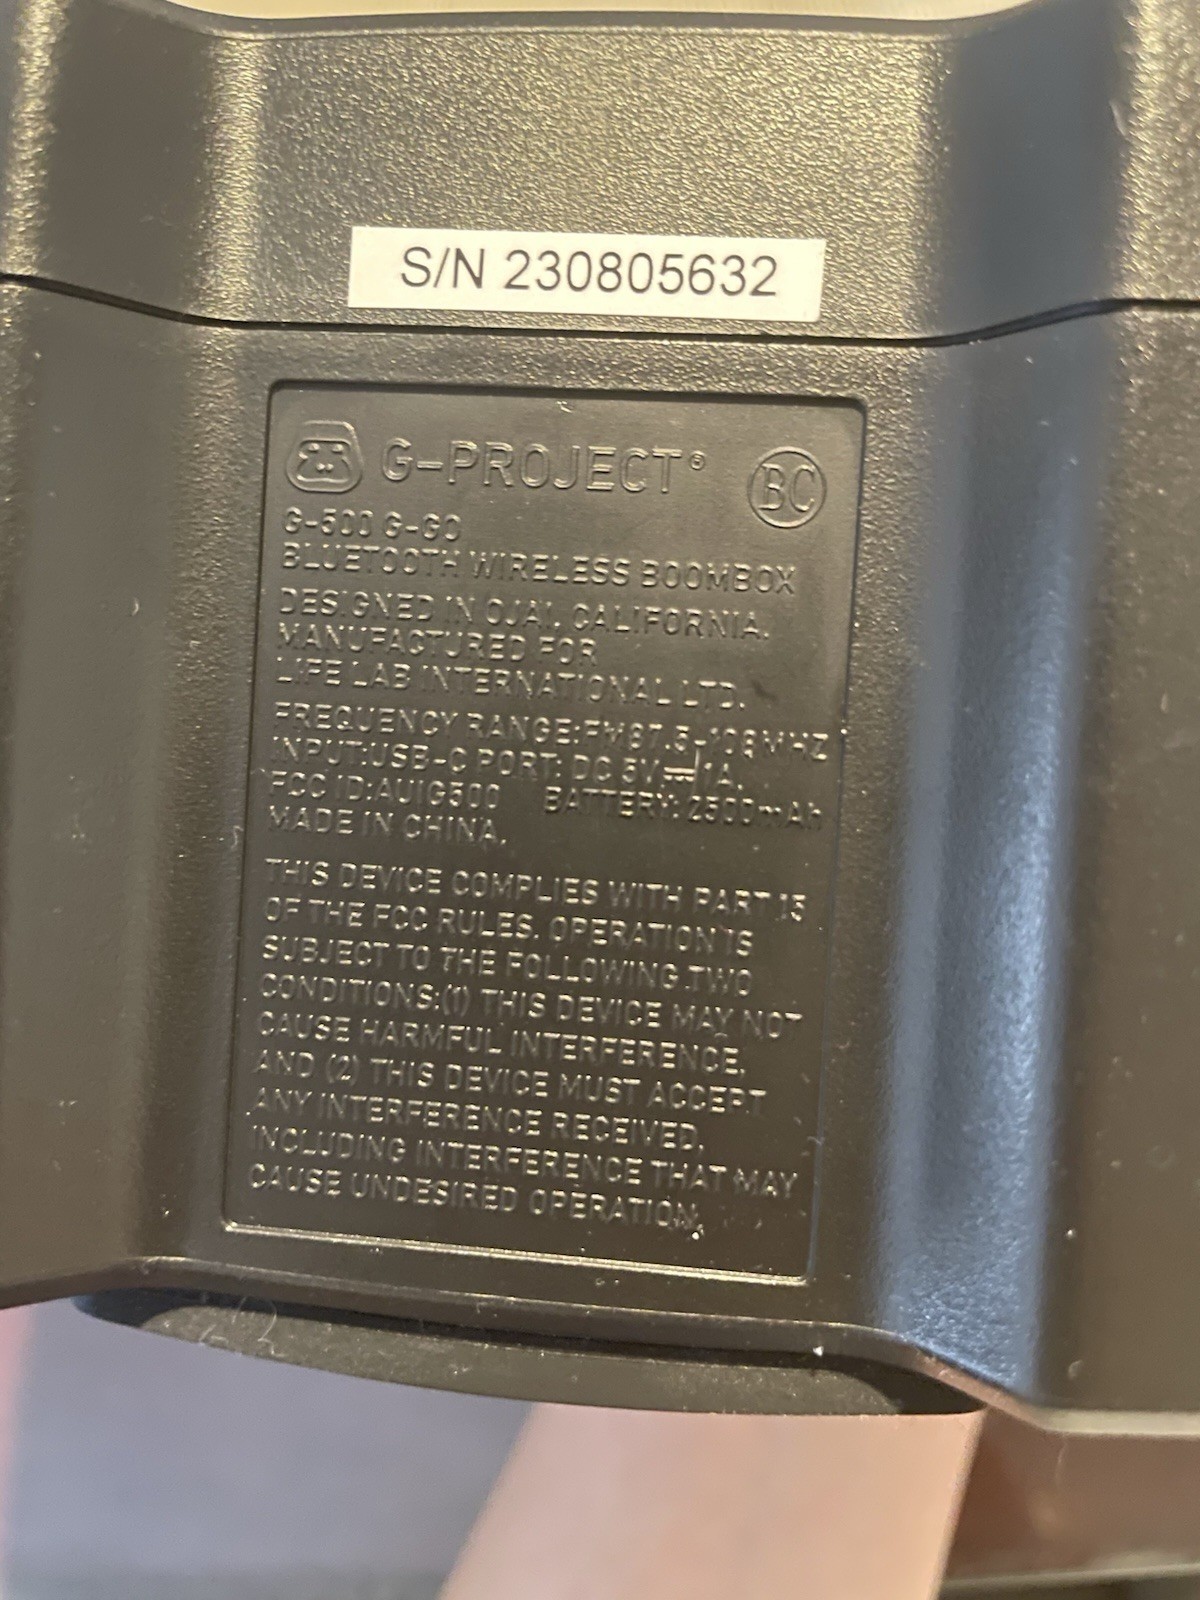 S/N 230805632
G-PROJECT®
BC
G-500 G-GO
BLUETOOTH WIRELESS BOOMBOX
DESIGNED IN OJAI, CALIFORNIA.
MANUFACTURED FOR
LIFE LAB INTERNATIONAL LTD.
FREQUENCY RANGE:FM87.5-108MHZ
INPUT:USB-C PORT: DC 5V⎓1A.
FCC ID:AUIG500 BATTERY: 2500mAh
MADE IN CHINA.
THIS DEVICE COMPLIES WITH PART 15
OF THE FCC RULES. OPERATION IS
SUBJECT TO THE FOLLOWING TWO
CONDITIONS:(1) THIS DEVICE MAY NOT
CAUSE HARMFUL INTERFERENCE,
AND (2) THIS DEVICE MUST ACCEPT
ANY INTERFERENCE RECEIVED,
INCLUDING INTERFERENCE THAT MAY
CAUSE UNDESIRED OPERATION.